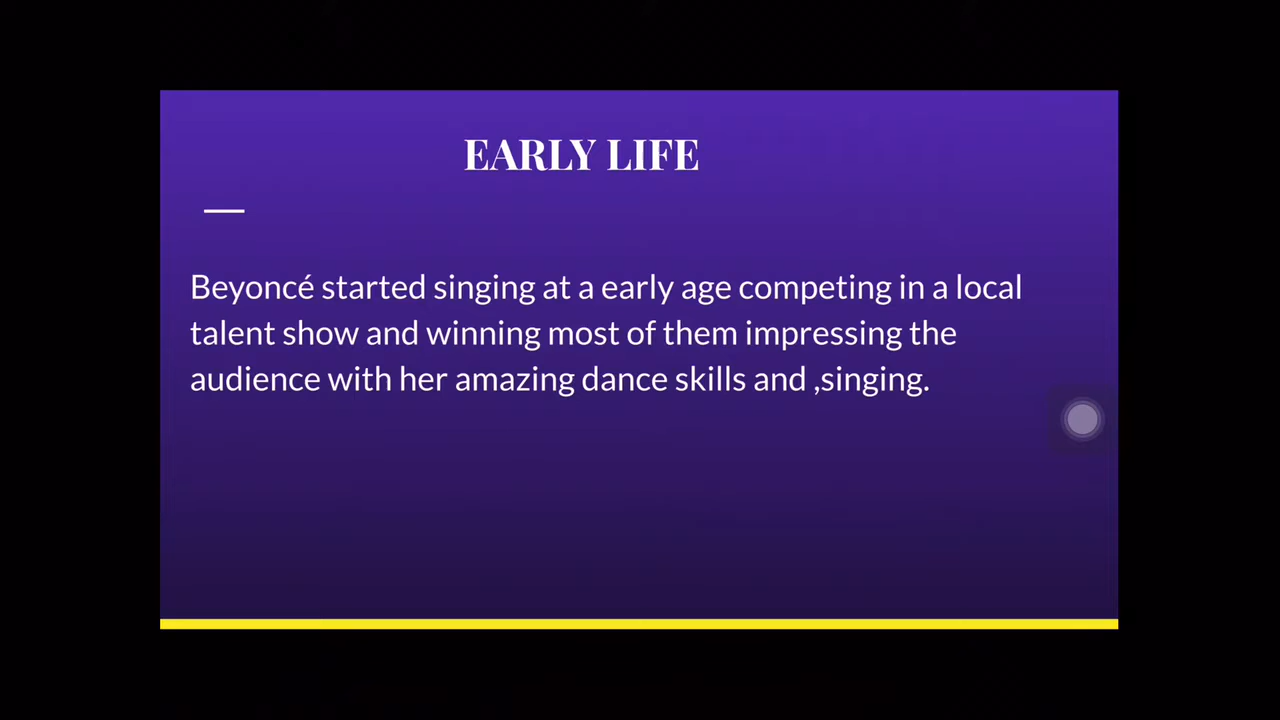 EARLY LIFE
Beyoncé started singing at a early age competing in a local
talent show and winning most of them impressing the
audience with her amazing dance skills and ,singing.